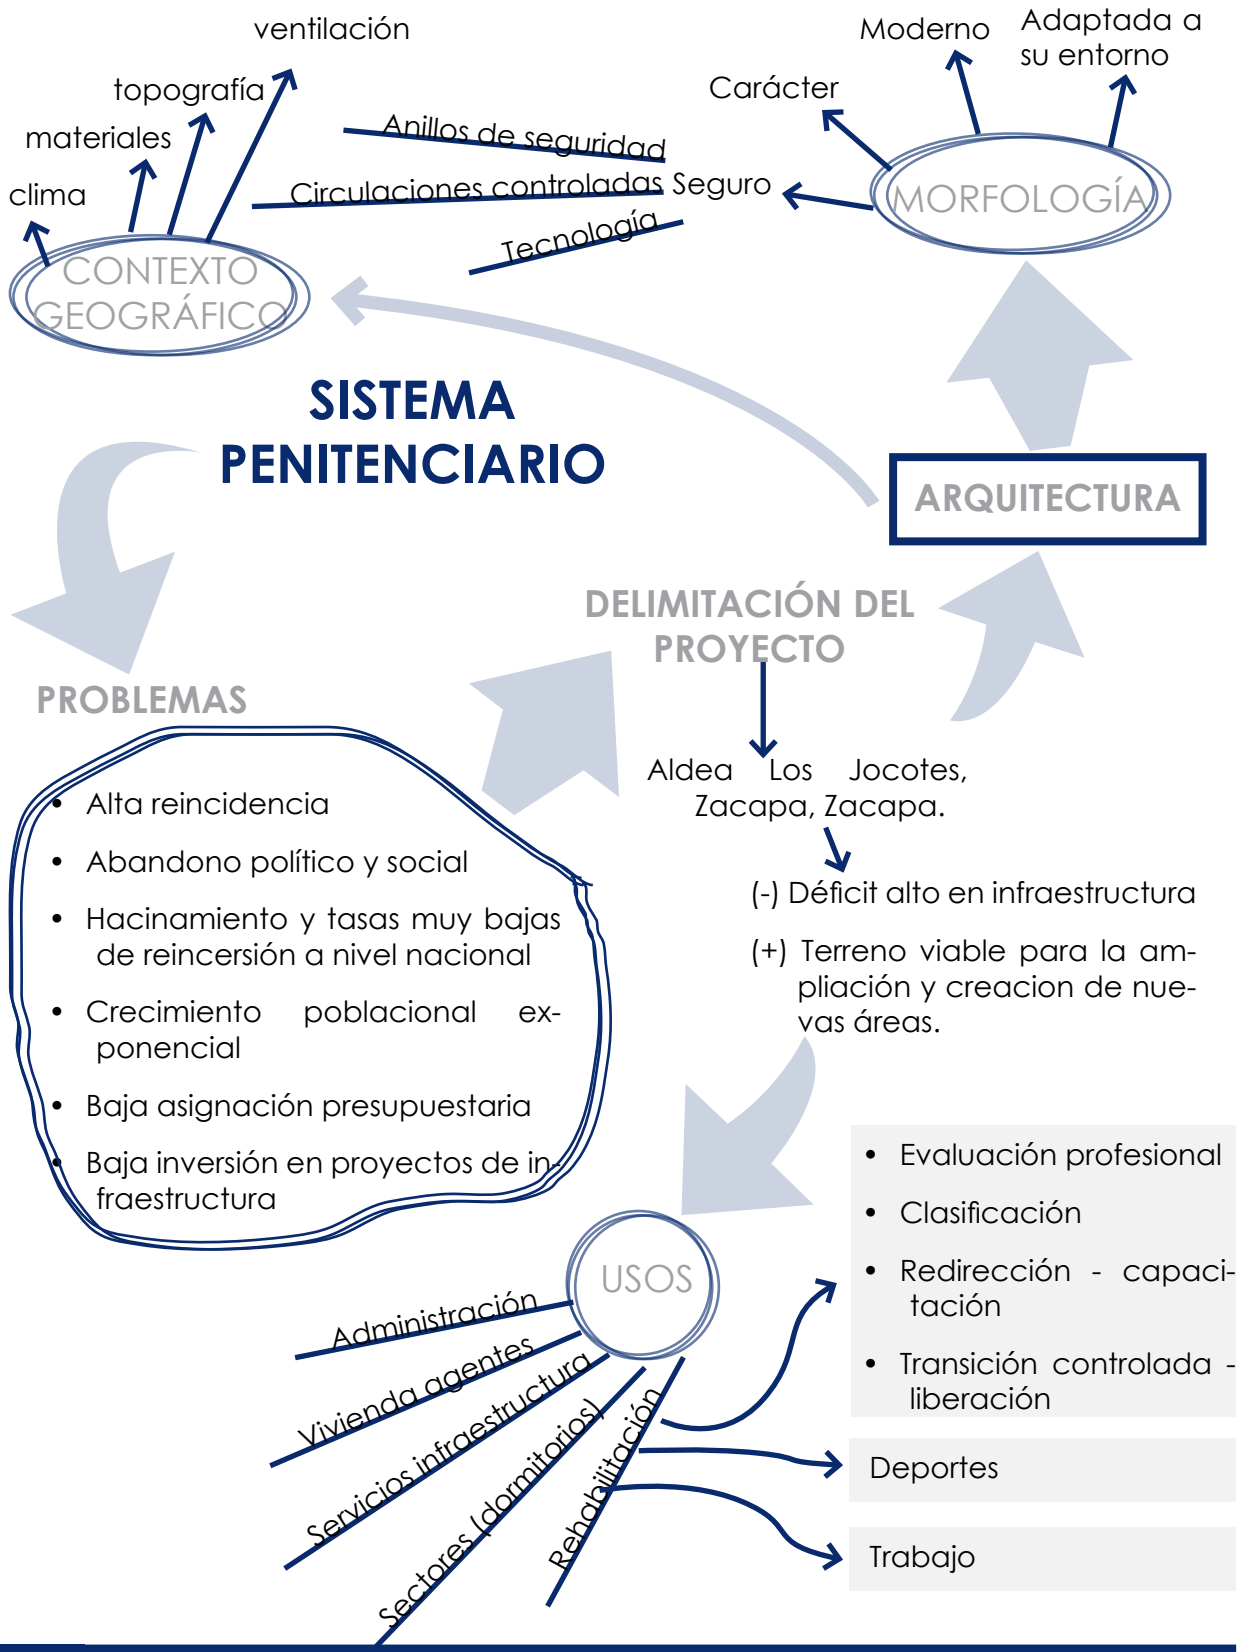 ventilación
topografía
materiales
clima
CONTEXTO
GEOGRÁFICO
Moderno
Adaptada a
su entorno
Carácter
MORFOLOGÍA
Anillos de seguridad
Circulaciones controladas Seguro
Tecnología
SISTEMA
PENITENCIARIO
ARQUITECTURA
DELIMITACIÓN DEL
PROYECTO
Aldea Los Jocotes,
Zacapa, Zacapa.
(-) Déficit alto en infraestructura
(+) Terreno viable para la am-
pliación y creacion de nue-
vas áreas.
PROBLEMAS
• Alta reincidencia
• Abandono político y social
• Hacinamiento y tasas muy bajas
de reincersión a nivel nacional
• Crecimiento poblacional ex-
ponencial
• Baja asignación presupuestaria
• Baja inversión en proyectos de in-
fraestructura
USOS
Administración
Vivienda agentes
Servicios infraestructura
Sectores (dormitorios)
Rehabilitación
• Evaluación profesional
• Clasificación
• Redirección - capaci-
tación
• Transición controlada -
liberación
Deportes
Trabajo